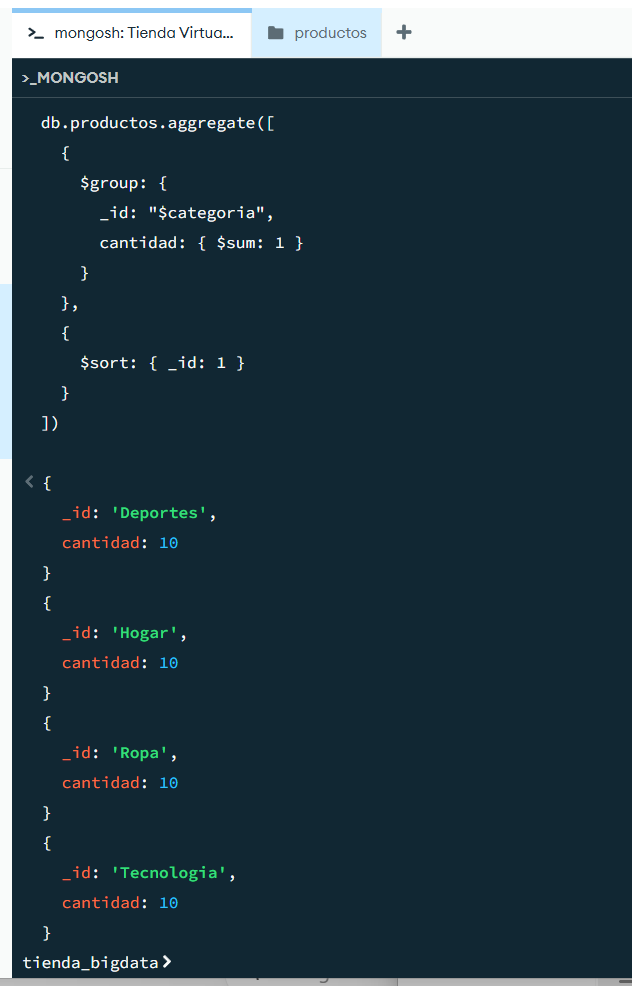 mongosh: Tienda Virtua...
productos
>_MONGOSH
db.productos.aggregate([
  {
    $group: {
      _id: "$categoria",
      cantidad: { $sum: 1 }
    }
  },
  {
    $sort: { _id: 1 }
  }
])
{
  _id: 'Deportes',
  cantidad: 10
}
{
  _id: 'Hogar',
  cantidad: 10
}
{
  _id: 'Ropa',
  cantidad: 10
}
{
  _id: 'Tecnologia',
  cantidad: 10
}
tienda_bigdata>